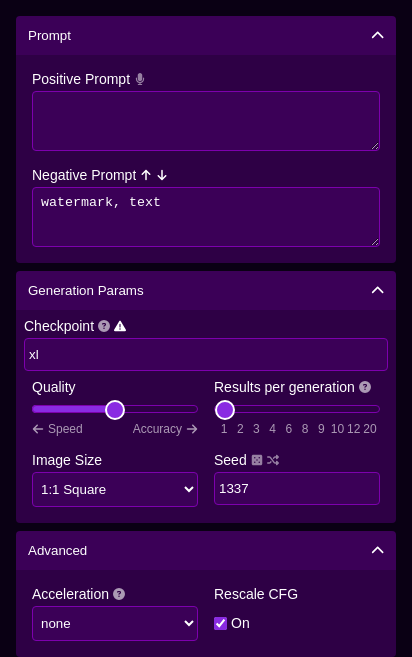 Prompt
Positive Prompt
Negative Prompt
watermark, text
Generation Params
Checkpoint
xl
Quality
Results per generation
Speed Accuracy
1 2 3 4 6 8 9 10 12 20
Image Size
Seed
1:1 Square
1337
Advanced
Acceleration
Rescale CFG
none
On